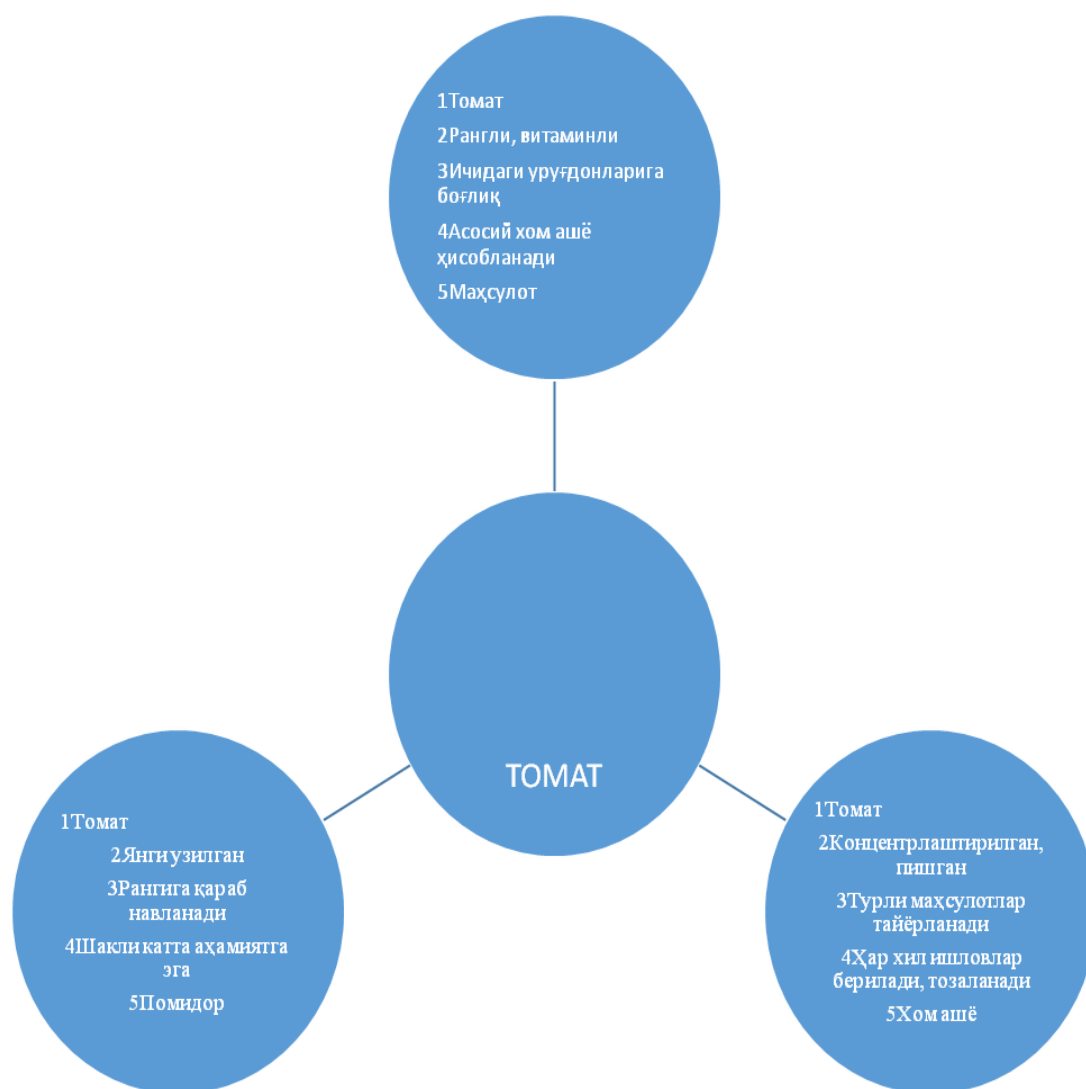 1Томат
2Рангли, витаминли
3Ичидаги уруғдонларига
боғлиқ
4Асосий хом ашё
ҳисобланади
5Маҳсулот
ТОМАТ
1Томат
2Янги узилган
3Рангига қараб
навланади
4Шакли катта аҳамиятга
эга
5Помидор
1Томат
2Концентрлаштирилган,
пишган
3Турли маҳсулотлар
тайёрланади
4Ҳар хил ишловлар
берилади, тозаланади
5Хом ашё